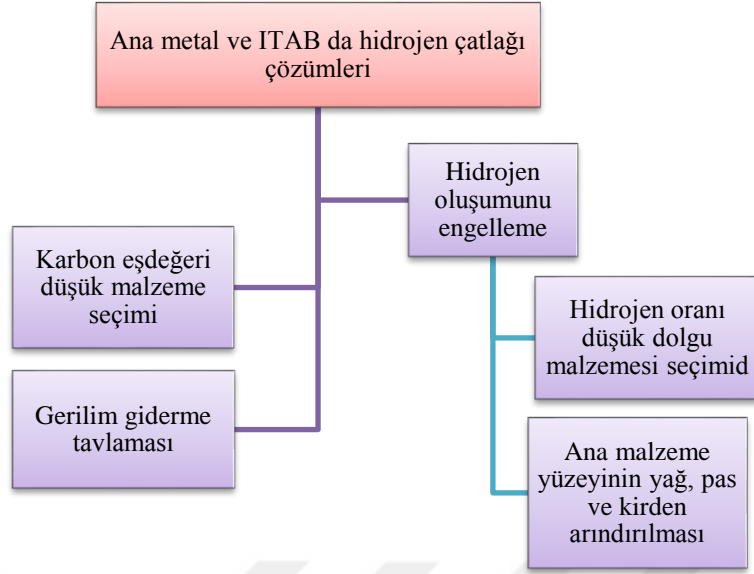 Ana metal ve ITAB da hidrojen çatlağı
çözümleri
Hidrojen
oluşumunu
engelleme
Karbon eşdeğeri
düşük malzeme
seçimi
Hidrojen oranı
düşük dolgu
malzemesi seçimid
Gerilim giderme
tavlaması
Ana malzeme
yüzeyinin yağ, pas
ve kirden
arındırılması